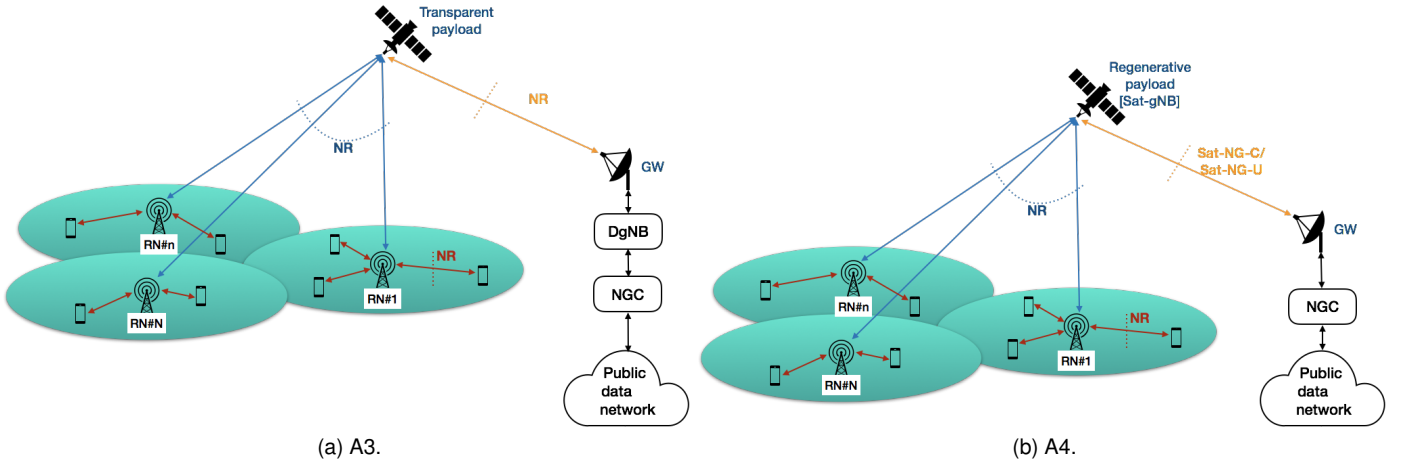 Transparent
payload
NR
NR
GW
DgNB
NGC
Public
data
network
RN#n
RN#N
RN#1
NR
(a) A3.
Regenerative
payload
[Sat-gNB]
NR
Sat-NG-C/
Sat-NG-U
GW
NGC
Public
data
network
RN#n
RN#N
RN#1
NR
(b) A4.